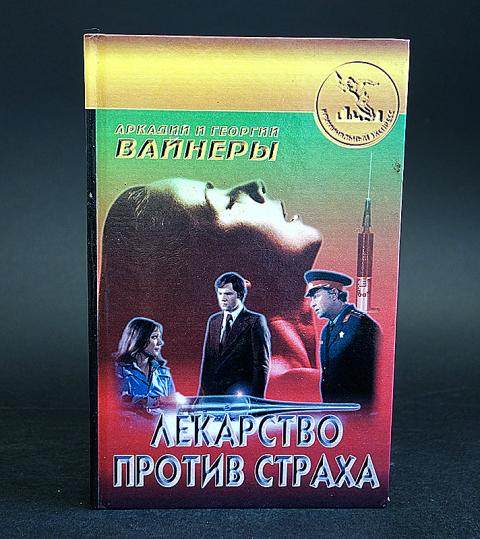 АРКАДИЙ И ГЕОРГИЙ
ВАЙНЕРЫ
ЛЕКАРСТВО
ПРОТИВ СТРАХА